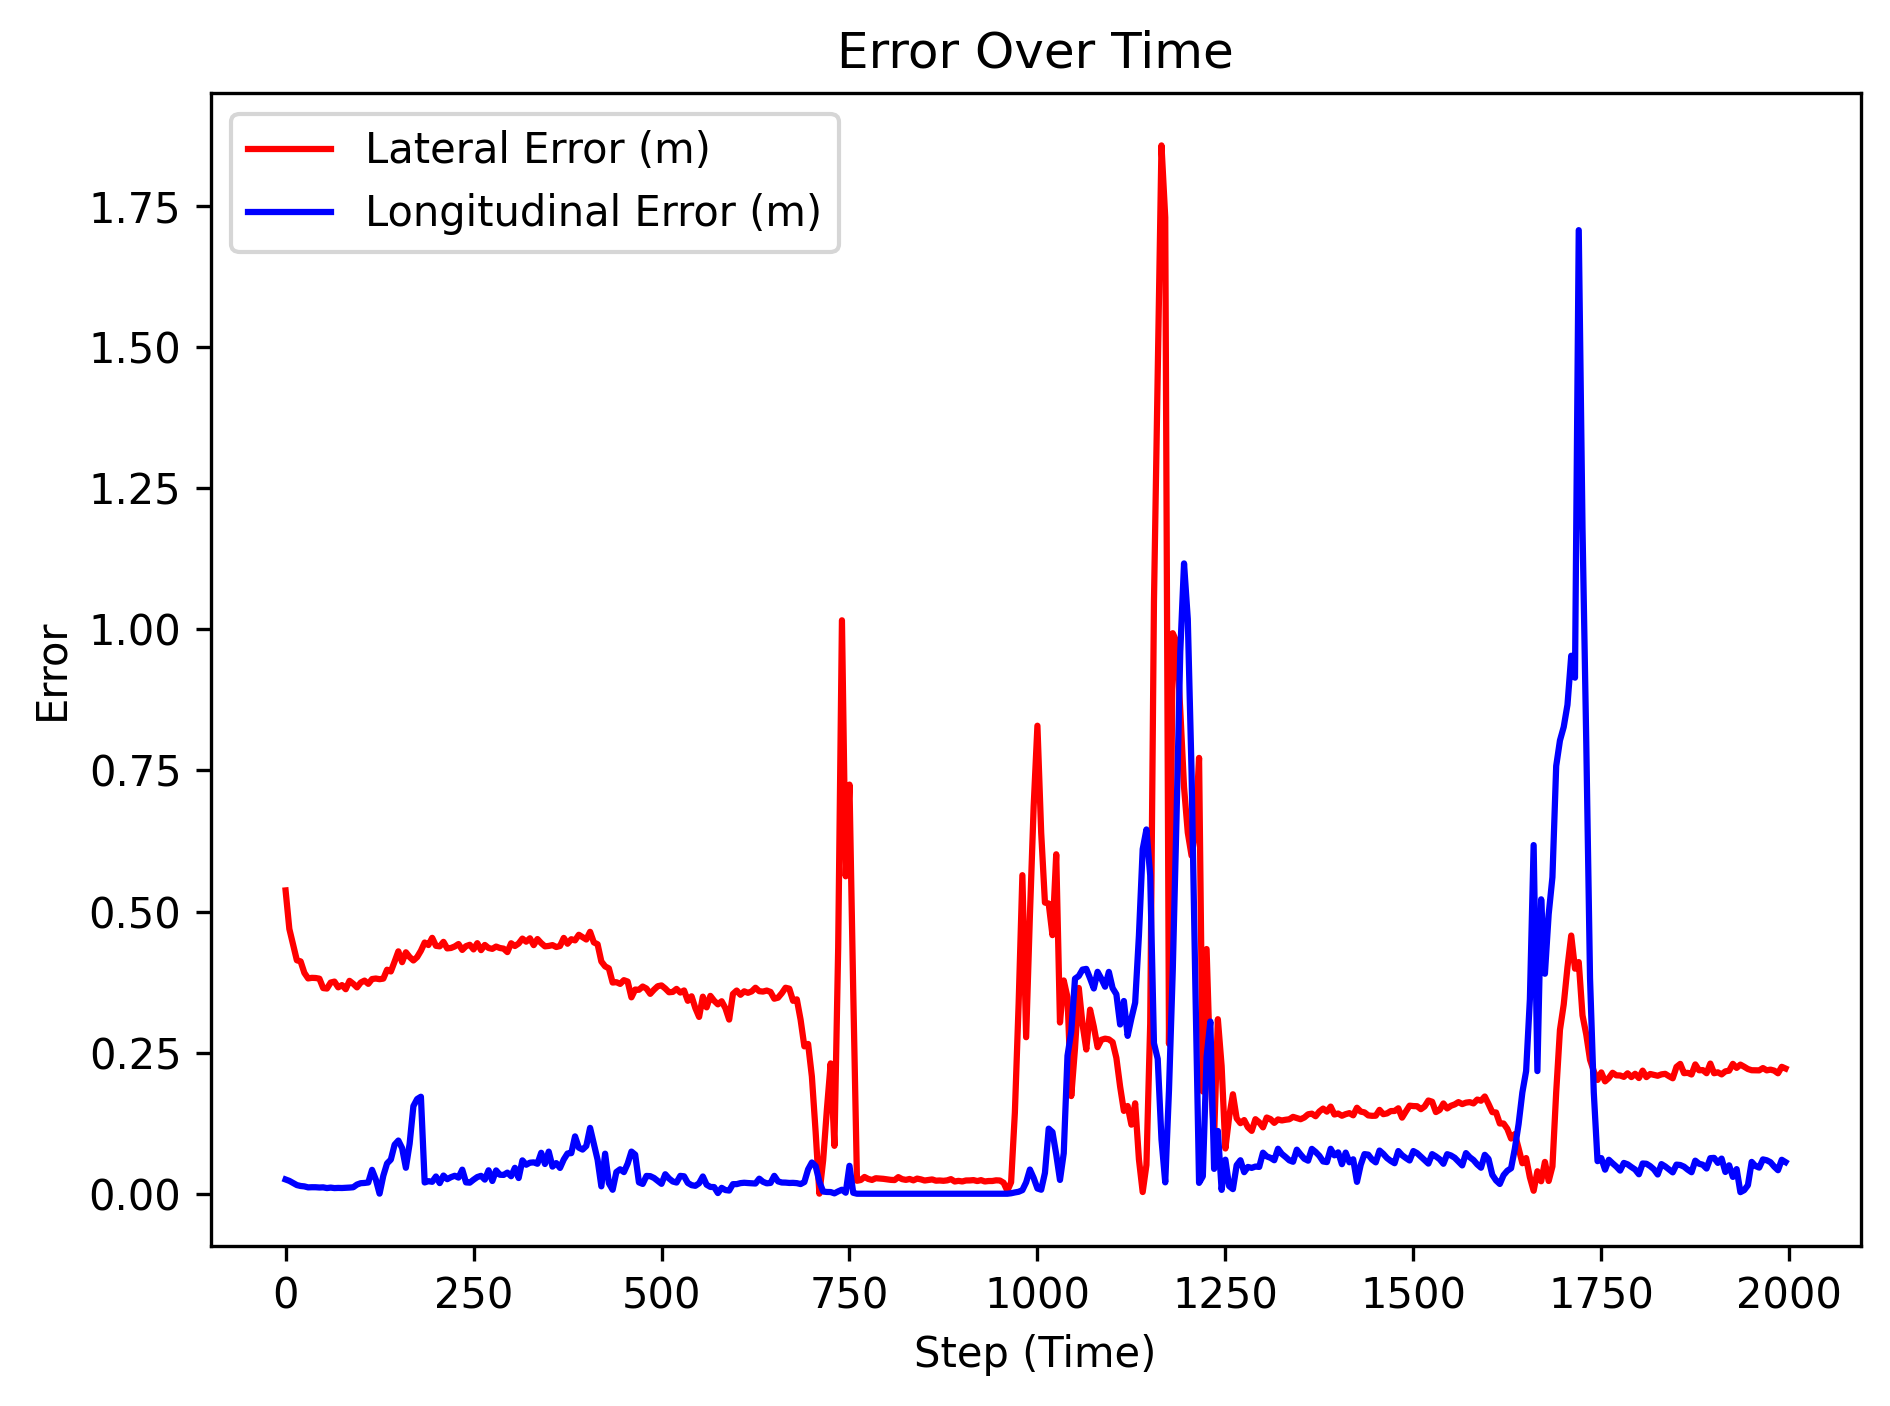 Error Over Time
Lateral Error (m)
Longitudinal Error (m)
1.75
1.50
1.25
1.00
0.75
0.50
0.25
0.00
Error
0 250 500 750 1000 1250 1500 1750 2000
Step (Time)